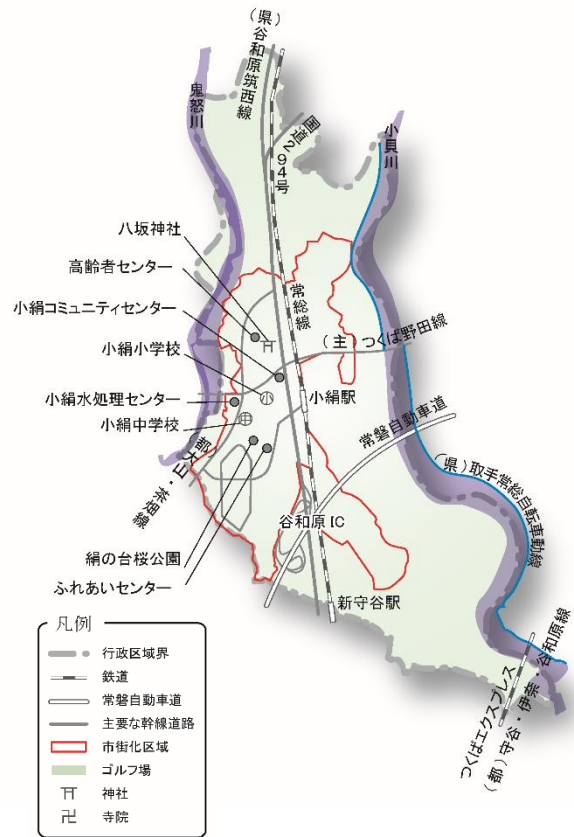 (県)谷和原筑西線
鬼怒川
国道294号
小貝川
八坂神社
高齢者センター
常総線
小絹コミュニティセンター
(主)つくば野田線
小絹小学校
小絹駅
小絹水処理センター
常磐自動車道
小絹中学校
都大山・茶畑線
(県)取手常総自転車動線
谷和原IC
絹の台桜公園
ふれあいセンター
新守谷駅
つくばエクスプレス
(都)守谷・伊奈・谷和原線
凡例
行政区域界
鉄道
常磐自動車道
主要な幹線道路
市街化区域
ゴルフ場
神社
寺院